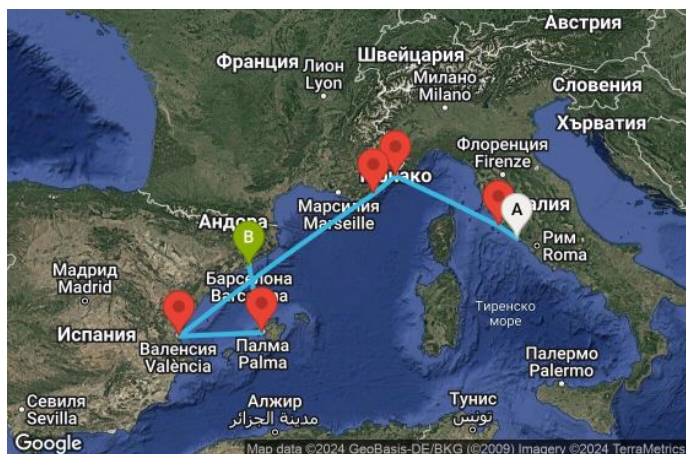 Австрия
Франция
Швейцария
Лион
Lyon
Милано
Milano
Словения
Хърватия
Флоренция
Firenze
Марсилия
Marseille
A
Рим
Roma
Андора
B
Барселона
Мадрид
Madrid
Тиренско
море
Испания
Валенсия
València
Палма
Palma
Палермо
Palermo
Севиля
Sevilla
Алжир
مدينة الجزائر
Тунис
تونس
Google
Map data ©2024 GeoBasis-DE/BKG (©2009) Imagery ©2024 TerraMetrics